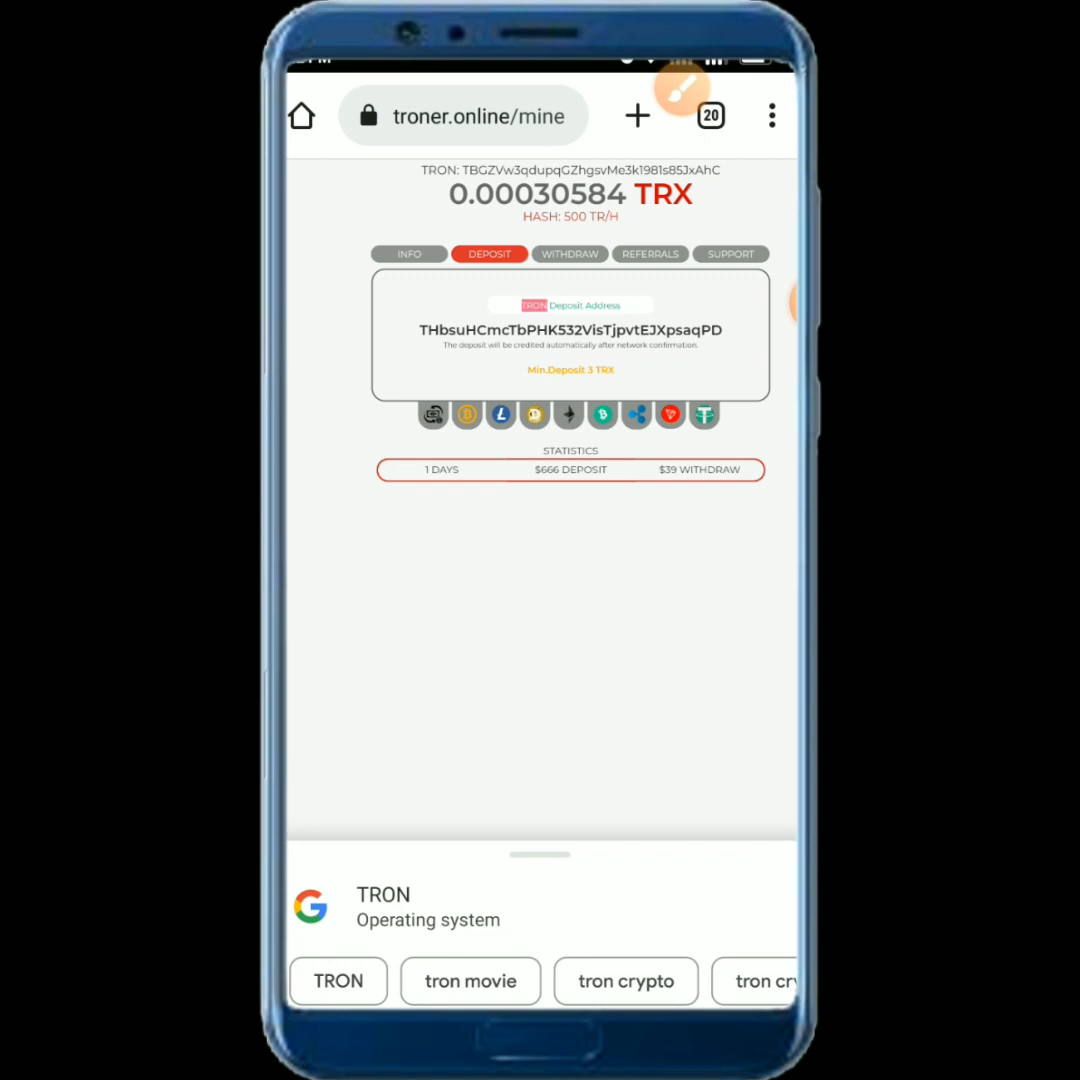 troner.online/mine
20
TRON: TBGZVw3qdupqGZhgsvMe3k1981s85JxAhC
0.00030584 TRX
HASH: 500 TR/H
INFO DEPOSIT WITHDRAW REFERRALS SUPPORT
TRON Deposit Address
THbsuHCmcTbPHK532VisTjpvtEJXpsaqPD
The deposit will be credited automatically after network confirmation.
Min.Deposit 3 TRX
STATISTICS
1 DAYS $666 DEPOSIT $39 WITHDRAW
TRON
Operating system
TRON tron movie tron crypto tron cry